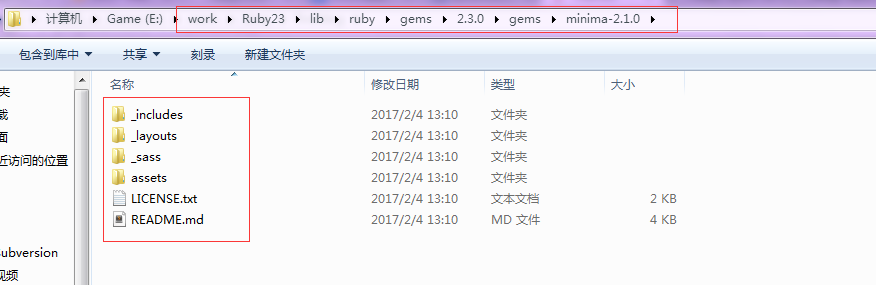 计算机 Game (E:) work Ruby23 lib ruby gems 2.3.0 gems minima-2.1.0
包含到库中 共享 刻录 新建文件夹
名称 修改日期 类型 大小
夹
载
面
近访问的位置
ubversion
视频
_includes 2017/2/4 13:10 文件夹
_layouts 2017/2/4 13:10 文件夹
_sass 2017/2/4 13:10 文件夹
assets 2017/2/4 13:10 文件夹
LICENSE.txt 2017/2/4 13:10 文本文档 2 KB
README.md 2017/2/4 13:10 MD 文件 4 KB